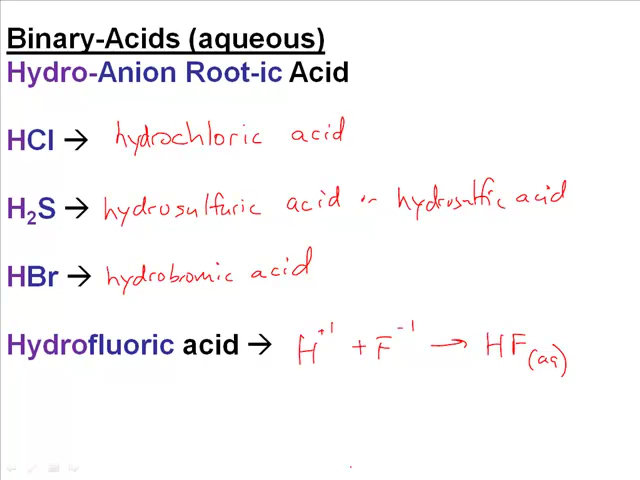 Binary-Acids (aqueous)
Hydro-Anion Root-ic Acid
HCl → hydrochloric acid
H₂S → hydrosulfuric acid or hydrosulfic acid
HBr → hydrobromic acid
Hydrofluoric acid → H⁺¹ + F⁻¹ → HF(aq)